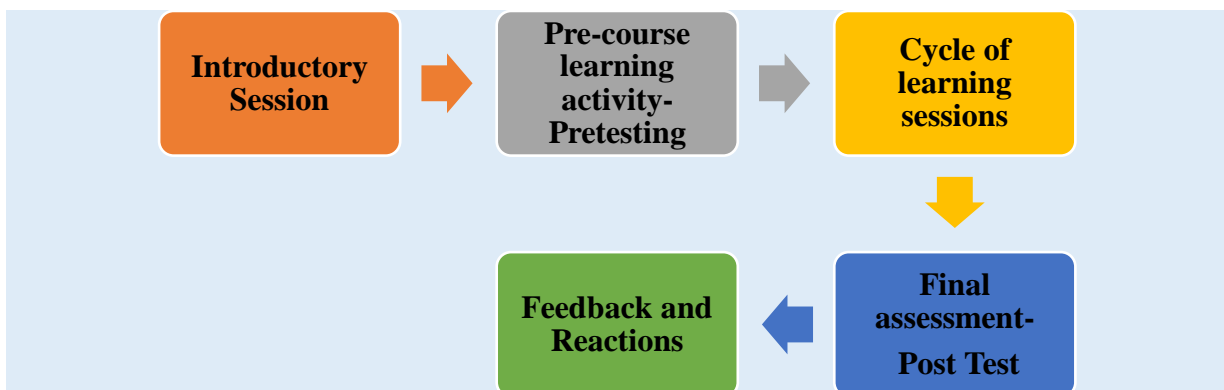 Introductory
Session
Pre-course
learning
activity-
Pretesting
Cycle of
learning
sessions
Final
assessment-
Post Test
Feedback and
Reactions